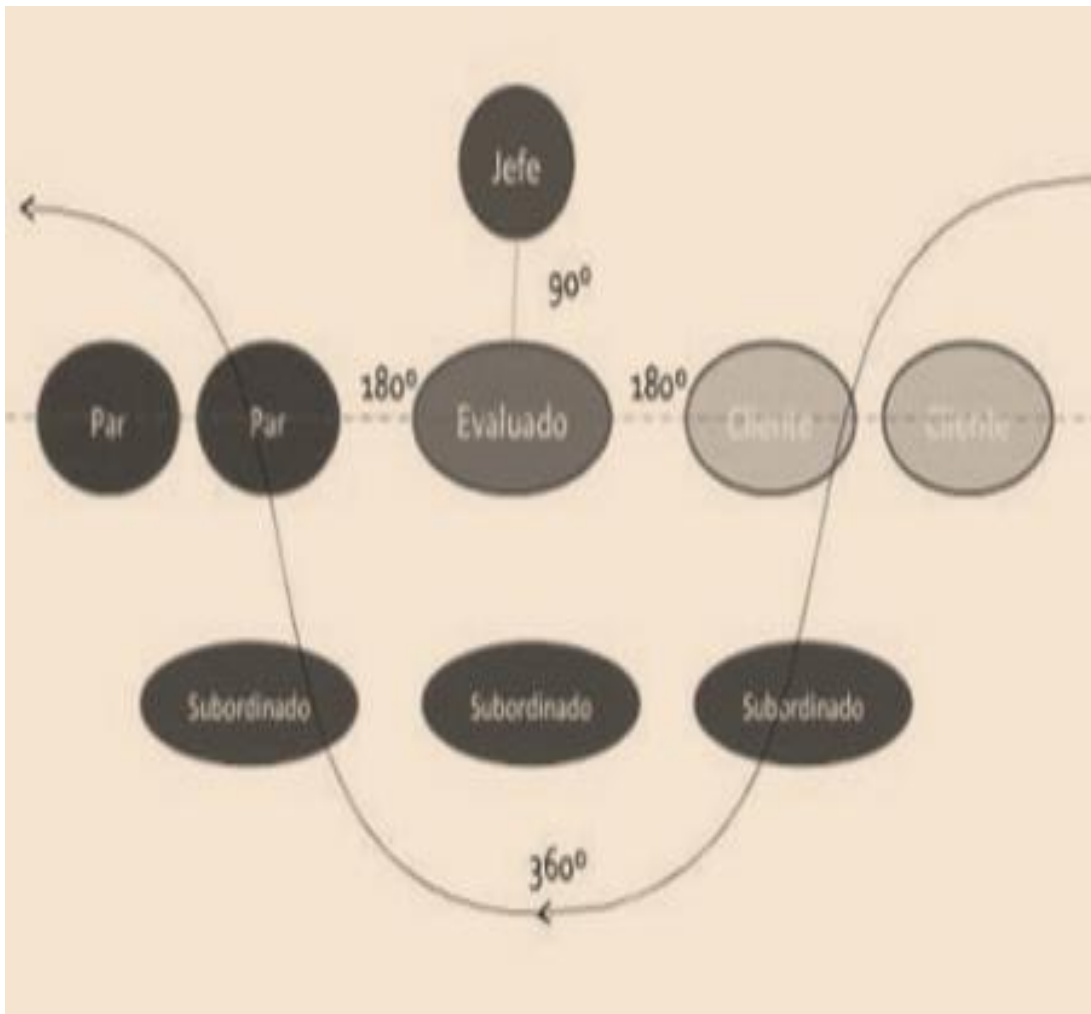 Jefe
90º
Par
Par
180º
Evaluado
180º
Cliente
Cliente
Subordinado
Subordinado
Subordinado
360º